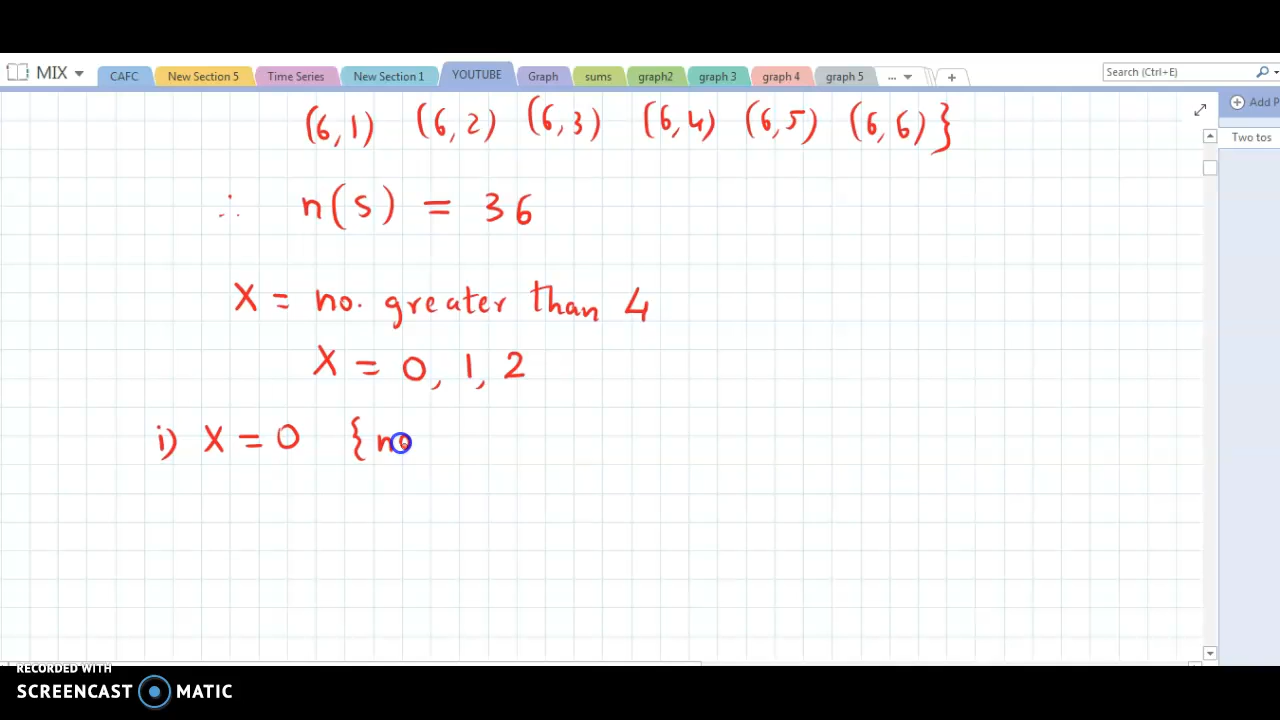 MIX CAFC New Section 5 Time Series New Section 1 YOUTUBE Graph sums graph2 graph 3 graph 4 graph 5 ... Search (Ctrl+E)
Add P
(6,1) (6,2) (6,3) (6,4) (6,5) (6,6)}
Two tos
∴ n(S) = 36
X = no. greater than 4
X = 0, 1, 2
i) X = 0 {no
RECORDED WITH
SCREENCAST MATIC